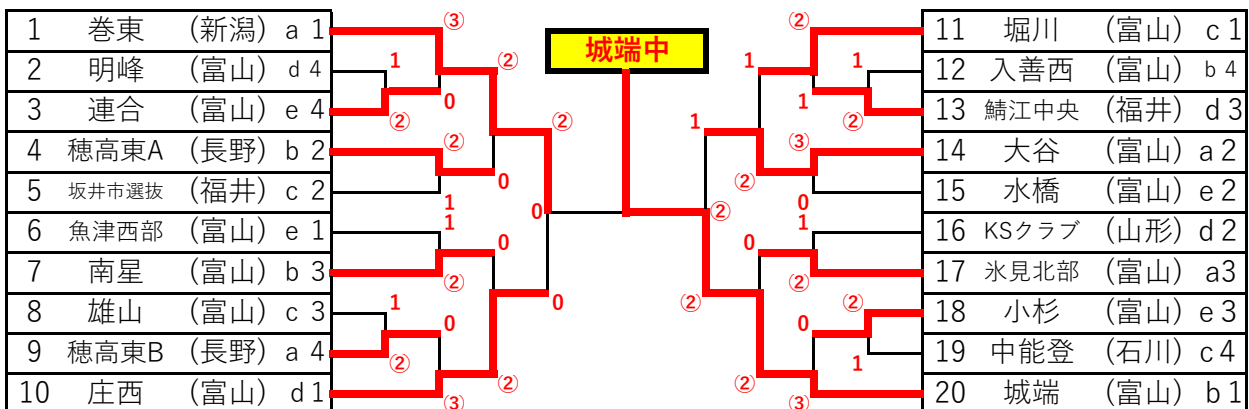 城端中
1 巻東 (新潟) a 1
2 明峰 (富山) d 4
3 連合 (富山) e 4
4 穂高東A (長野) b 2
5 坂井市選抜 (福井) c 2
6 魚津西部 (富山) e 1
7 南星 (富山) b 3
8 雄山 (富山) c 3
9 穂高東B (長野) a 4
10 庄西 (富山) d 1
③
1
②
0
②
②
②
0
1
1
0
0
②
1
0
0
②
②
③
②
1
1
②
1
1
②
③
②
0
1
0
②
②
②
②
0
1
②
③
11 堀川 (富山) c 1
12 入善西 (富山) b 4
13 鯖江中央 (福井) d 3
14 大谷 (富山) a 2
15 水橋 (富山) e 2
16 KSクラブ (山形) d 2
17 氷見北部 (富山) a3
18 小杉 (富山) e 3
19 中能登 (石川) c 4
20 城端 (富山) b 1